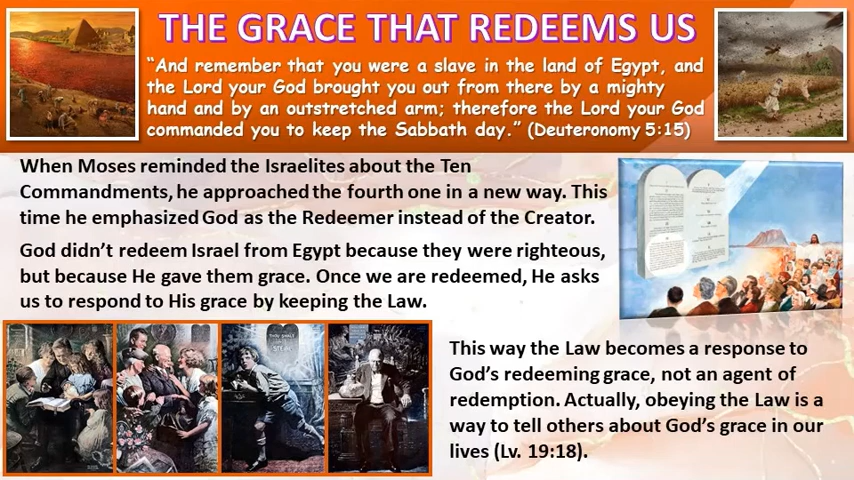 THE GRACE THAT REDEEMS US
“And remember that you were a slave in the land of Egypt, and
the Lord your God brought you out from there by a mighty
hand and by an outstretched arm; therefore the Lord your God
commanded you to keep the Sabbath day.” (Deuteronomy 5:15)
When Moses reminded the Israelites about the Ten
Commandments, he approached the fourth one in a new way. This
time he emphasized God as the Redeemer instead of the Creator.
God didn’t redeem Israel from Egypt because they were righteous,
but because He gave them grace. Once we are redeemed, He asks
us to respond to His grace by keeping the Law.
THOU SHALT
STEAL
This way the Law becomes a response to
God’s redeeming grace, not an agent of
redemption. Actually, obeying the Law is a
way to tell others about God’s grace in our
lives (Lv. 19:18).